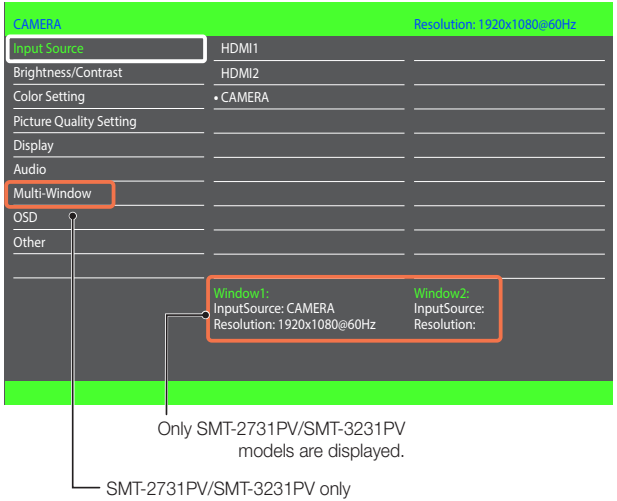 CAMERA Resolution: 1920x1080@60Hz
Input Source HDMI1
Brightness/Contrast HDMI2
Color Setting • CAMERA
Picture Quality Setting
Display
Audio
Multi-Window
OSD
Other
Window1: Window2:
InputSource: CAMERA InputSource:
Resolution: 1920x1080@60Hz Resolution:
Only SMT-2731PV/SMT-3231PV
models are displayed.
SMT-2731PV/SMT-3231PV only